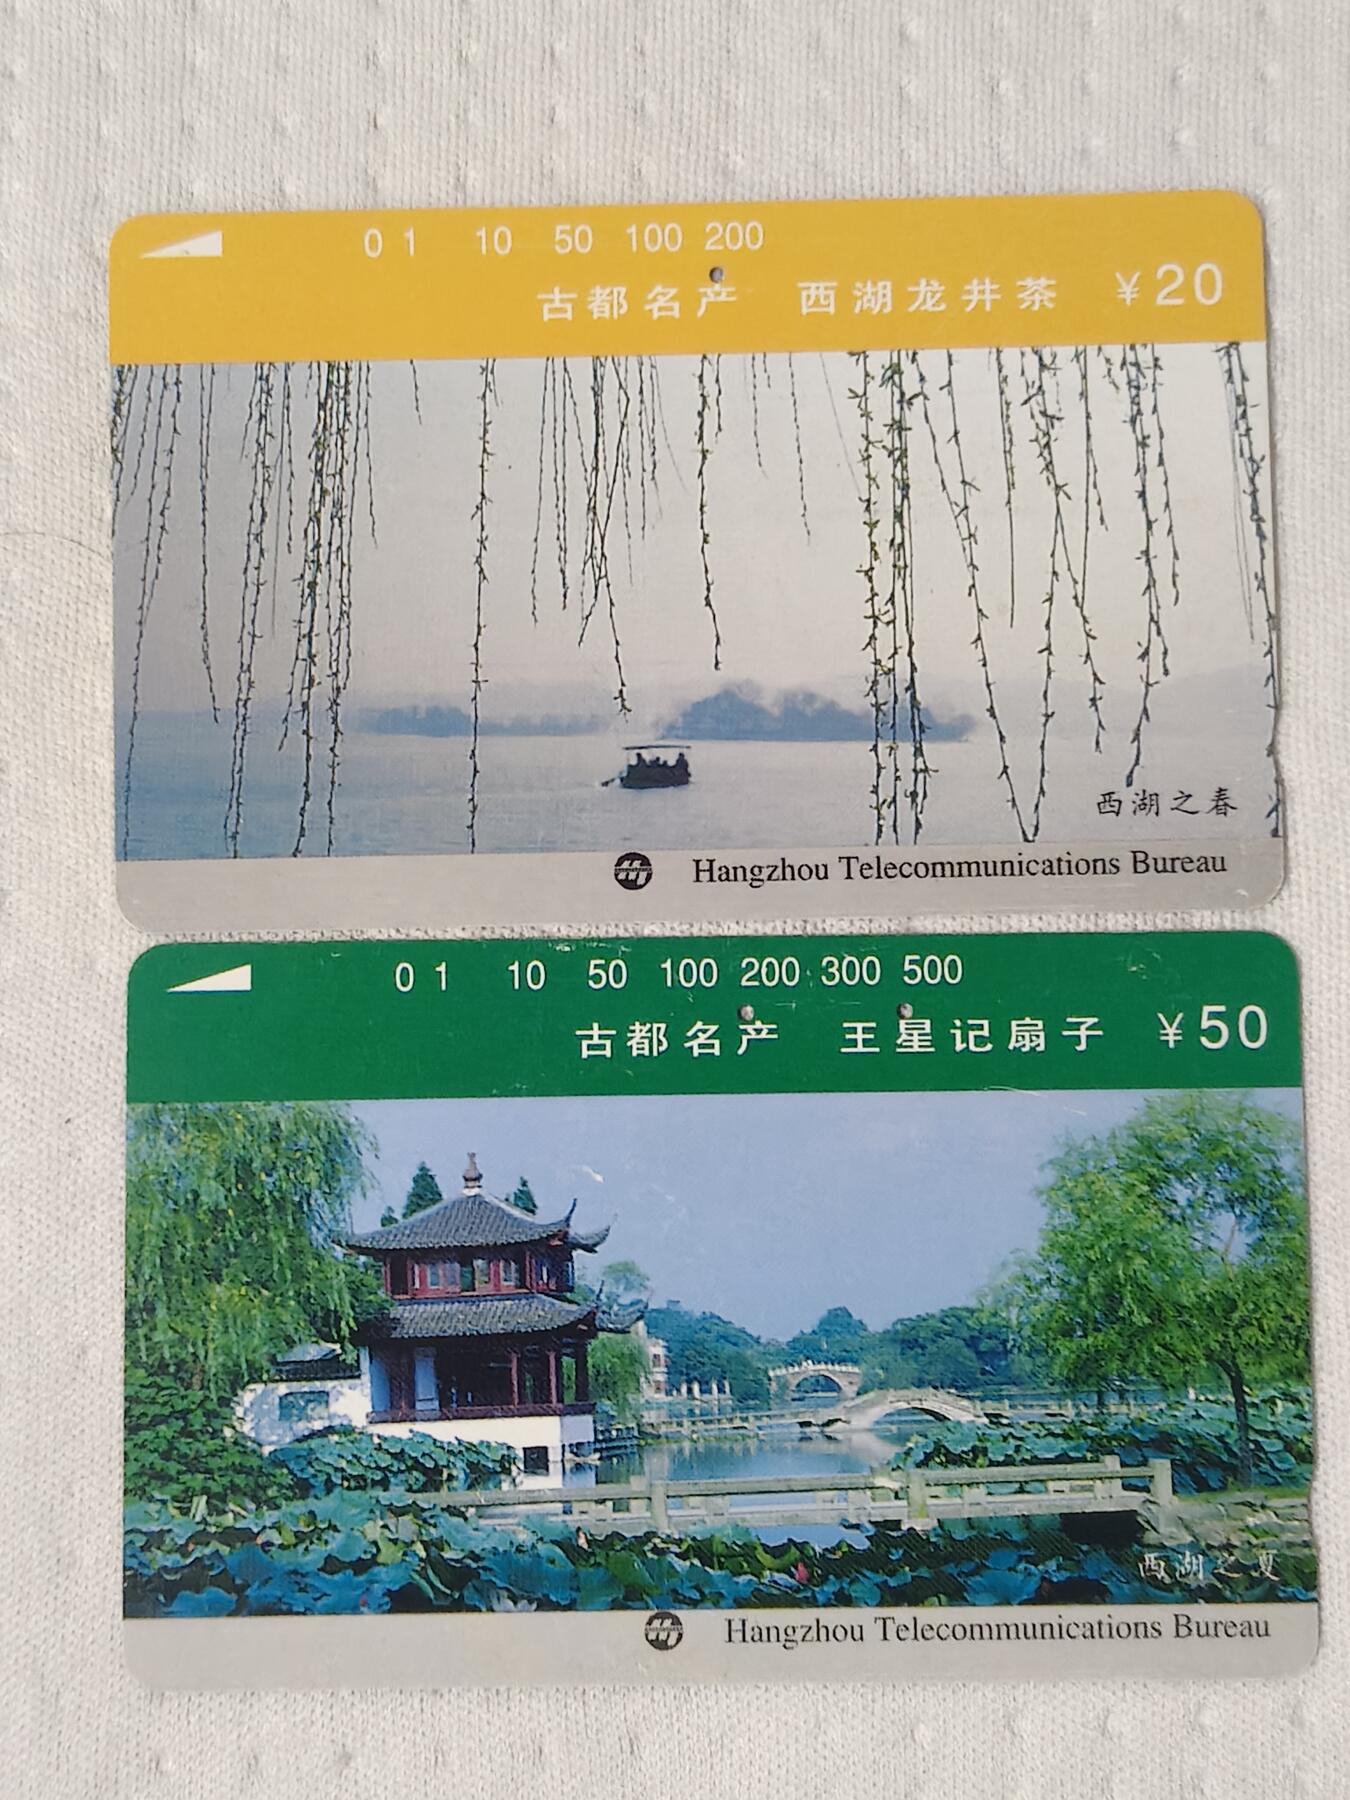 0 1 10 50 100 200
古都名产 西湖龙井茶 ¥20
西湖之春
Hangzhou Telecommunications Bureau
0 1 10 50 100 200 300 500
古都名产 王星记扇子 ¥50
西湖之夏
Hangzhou Telecommunications Bureau